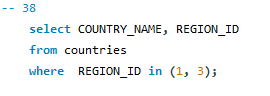 -- 38
select COUNTRY_NAME, REGION_ID
from countries
where  REGION_ID in (1, 3);